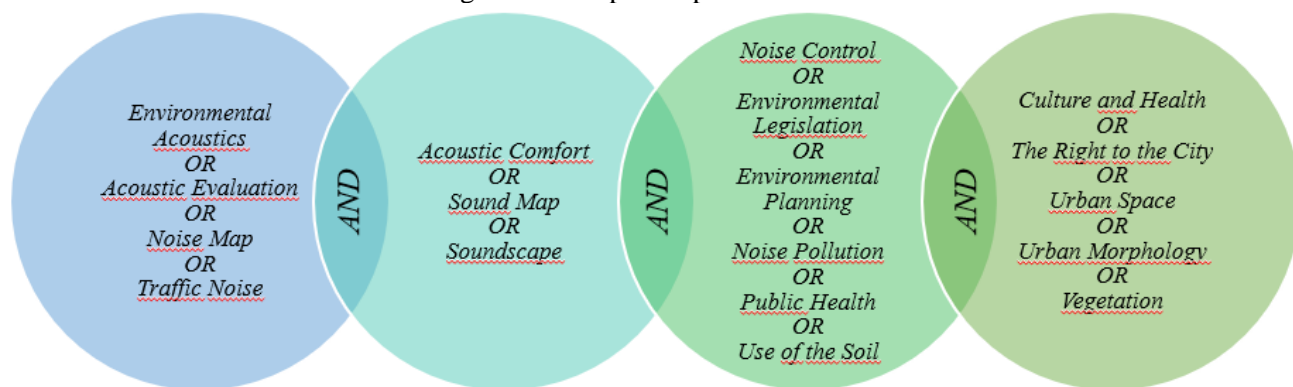 Environmental
Acoustics
OR
Acoustic Evaluation
OR
Noise Map
OR
Traffic Noise
AND
Acoustic Comfort
OR
Sound Map
OR
Soundscape
AND
Noise Control
OR
Environmental
Legislation
OR
Environmental
Planning
OR
Noise Pollution
OR
Public Health
OR
Use of the Soil
AND
Culture and Health
OR
The Right to the City
OR
Urban Space
OR
Urban Morphology
OR
Vegetation